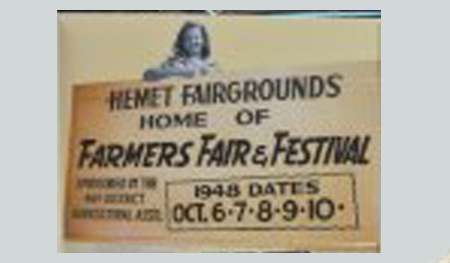 HEMET FAIRGROUNDS
HOME OF
FARMERS FAIR & FESTIVAL
SPONSORED BY THE
DISTRICT
AGRICULTURAL ASSN.
1948 DATES
OCT. 6·7·8·9·10·